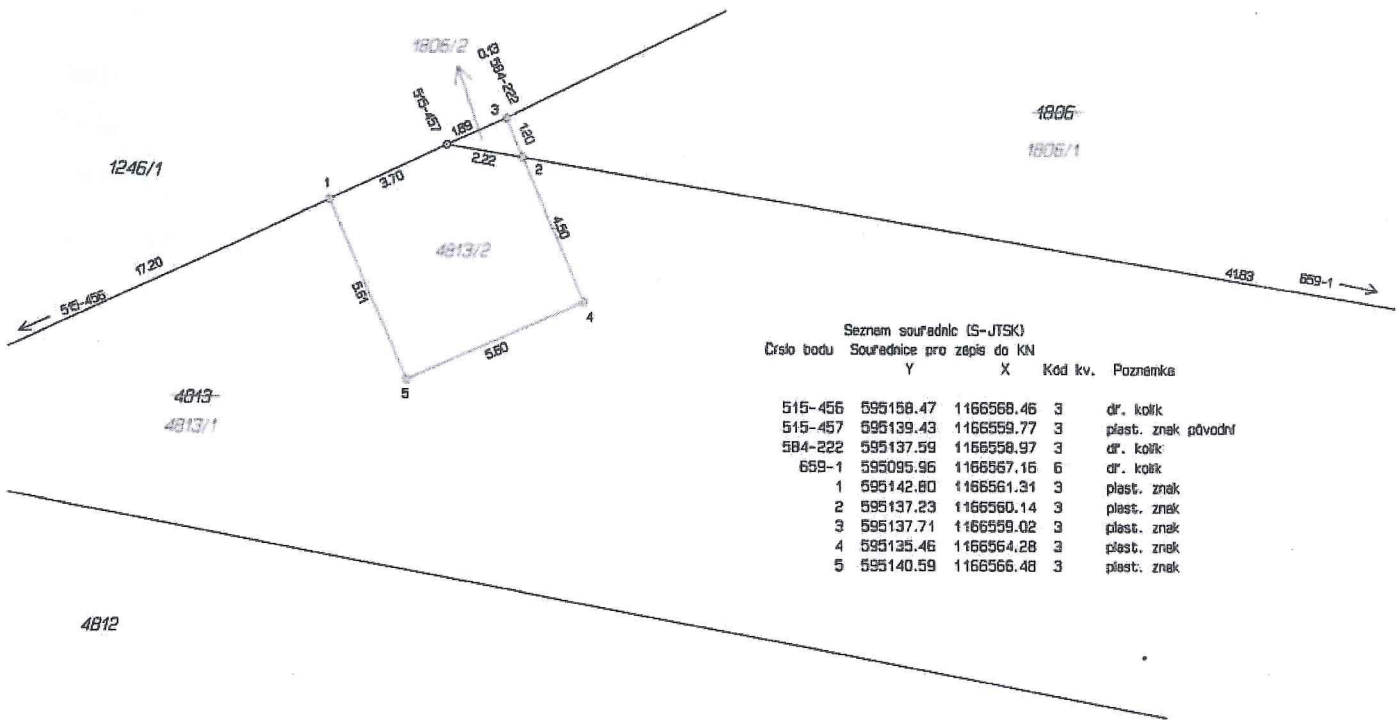 1806/2
0.13
584-222
3
515-457
1.89
1.20
2.22
2
1806
1806/1
1246/1
1
3.70
4.50
4813/2
17.20
515-456
5.61
41.83
659-1
4
5.60
5
4813
4813/1
4812
Seznam souřadnic (S-JTSK)
Číslo bodu Souřadnice pro zápis do KN
Y X Kód kv. Poznámka
515-456 595158.47 1166568.46 3 dř. kolík
515-457 595139.43 1166559.77 3 plast. znak původní
584-222 595137.59 1166558.97 3 dř. kolík
659-1 595095.96 1166567.15 6 dř. kolík
1 595142.80 1166561.31 3 plast. znak
2 595137.23 1166560.14 3 plast. znak
3 595137.71 1166559.02 3 plast. znak
4 595135.46 1166564.28 3 plast. znak
5 595140.59 1166566.48 3 plast. znak